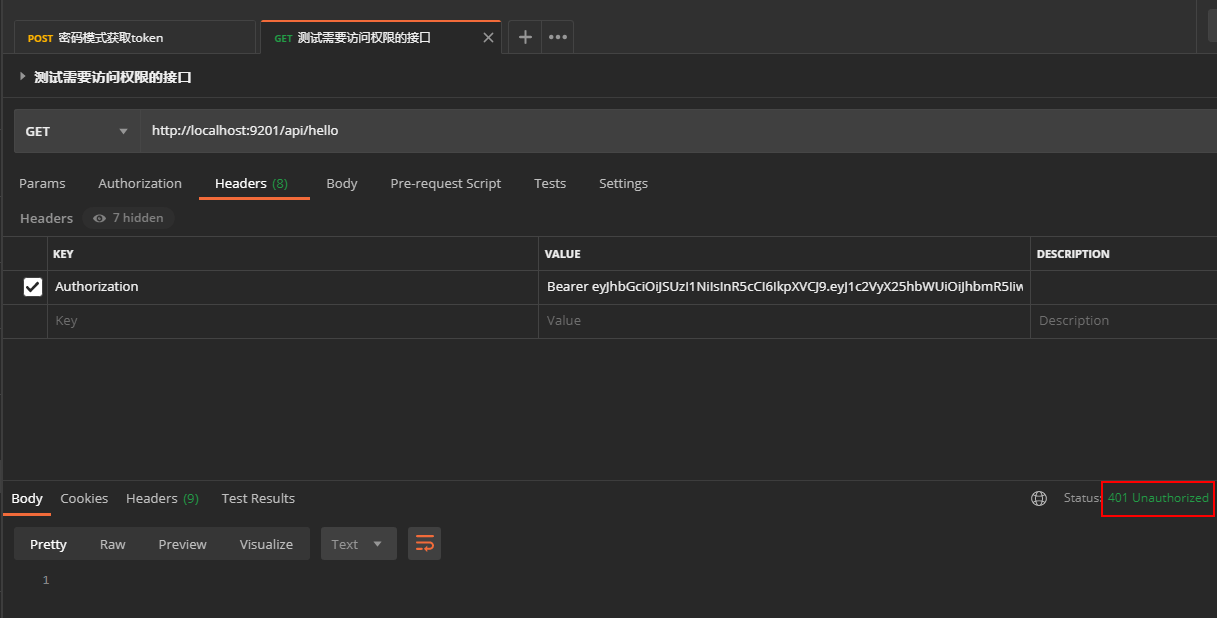 POST 密码模式获取token
GET 测试需要访问权限的接口
测试需要访问权限的接口
GET http://localhost:9201/api/hello
Params Authorization Headers (8) Body Pre-request Script Tests Settings
Headers 7 hidden
KEY VALUE DESCRIPTION
Authorization Bearer eyJhbGciOiJSUzI1NiIsInR5cCI6IkpXVCJ9.eyJ1c2VyX25hbWUiOiJhbmR5Iiw
Key Value Description
Body Cookies Headers (9) Test Results Status: 401 Unauthorized
Pretty Raw Preview Visualize Text
1